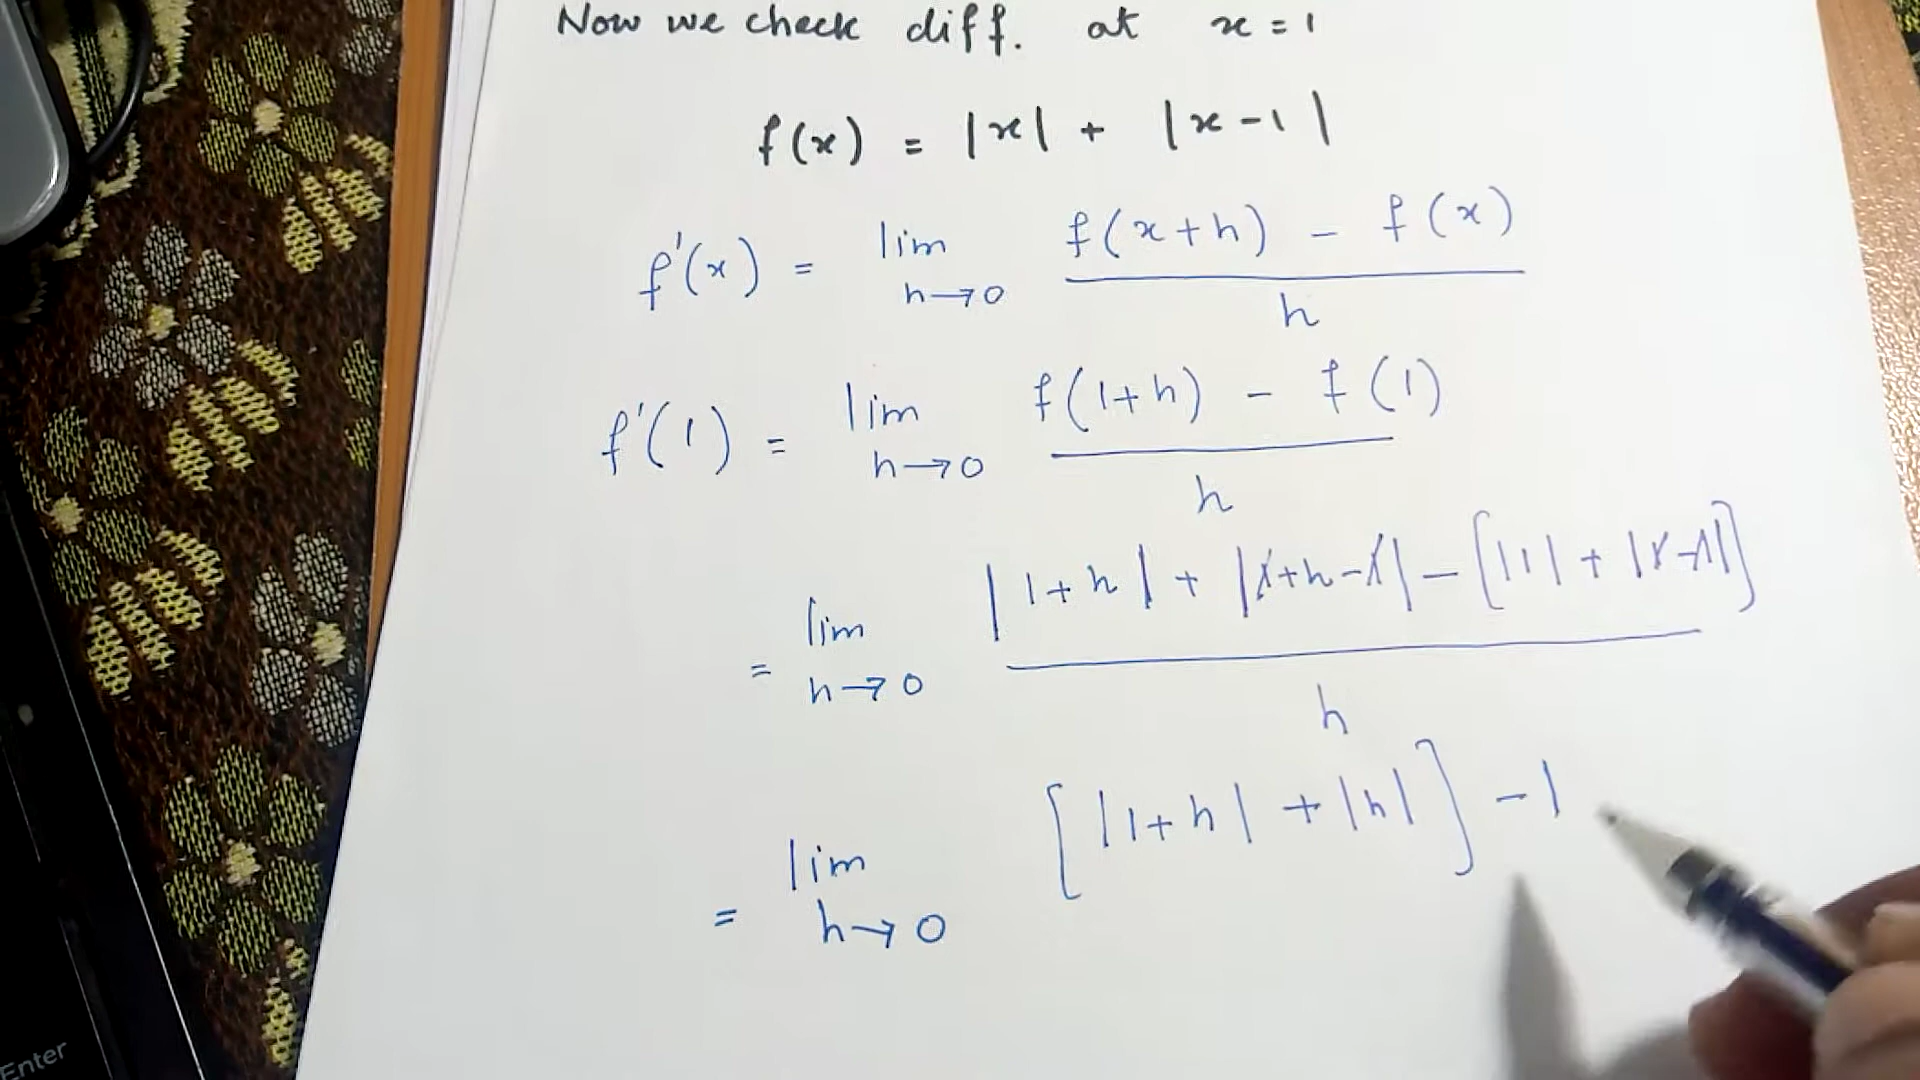 Now we check diff. at x = 1
f(x) = |x| + |x-1|
f'(x) = lim h→0 f(x+h) - f(x) / h
f'(1) = lim h→0 f(1+h) - f(1) / h
= lim h→0 |1+h| + |1+h-1| - [|1| + |1-1|] / h
= lim h→0 [|1+h| + |h|] - 1
Enter